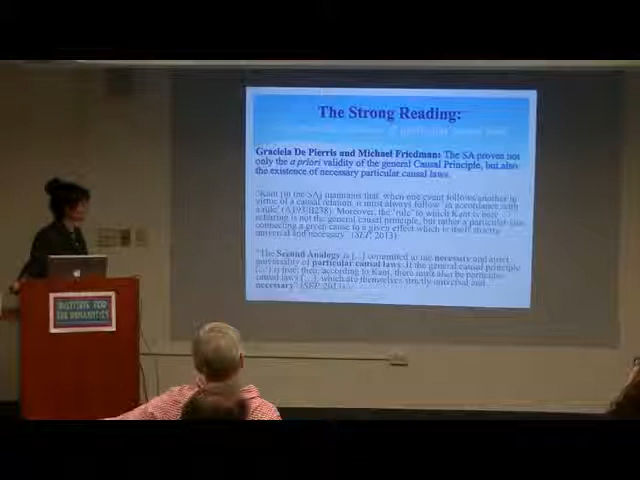 The Strong Reading:
Graciela De Pierris and Michael Friedman: The SA proves not
only the a priori validity of the general Causal Principle, but also
the existence of necessary particular causal laws.
"Kant [in the SA] maintains that, when one event follows another in
virtue of a causal relation, it must always follow "in accordance with
a rule" (A193/B238). Moreover, the "rule" to which Kant is here
referring is not the general causal principle, but rather a particular law
connecting a given cause to a given effect which is itself strictly
universal and necessary." (SEP, 2013)
"The Second Analogy is [...] committed to the necessity and strict
universality of particular causal laws. If the general causal principle
[...] is true, then, according to Kant, there must also be particular
causal laws [...] which are themselves strictly universal and
necessary" (SEP, 2013)
INSTITUTE FOR
THE HUMANITIES